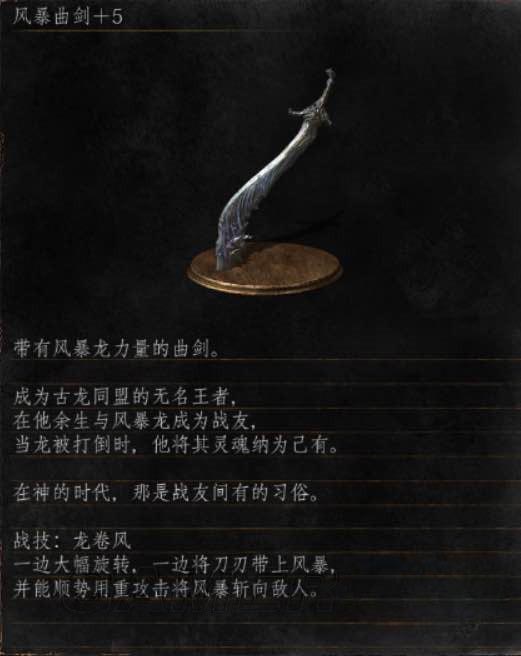 风暴曲剑+5
带有风暴龙力量的曲剑。
成为古龙同盟的无名王者，
在他余生与风暴龙成为战友，
当龙被打倒时，他将其灵魂纳为己有。
在神的时代，那是战友间有的习俗。
战技：龙卷风
一边大幅旋转，一边将刀刃带上风暴，
并能顺势用重攻击将风暴斩向敌人。